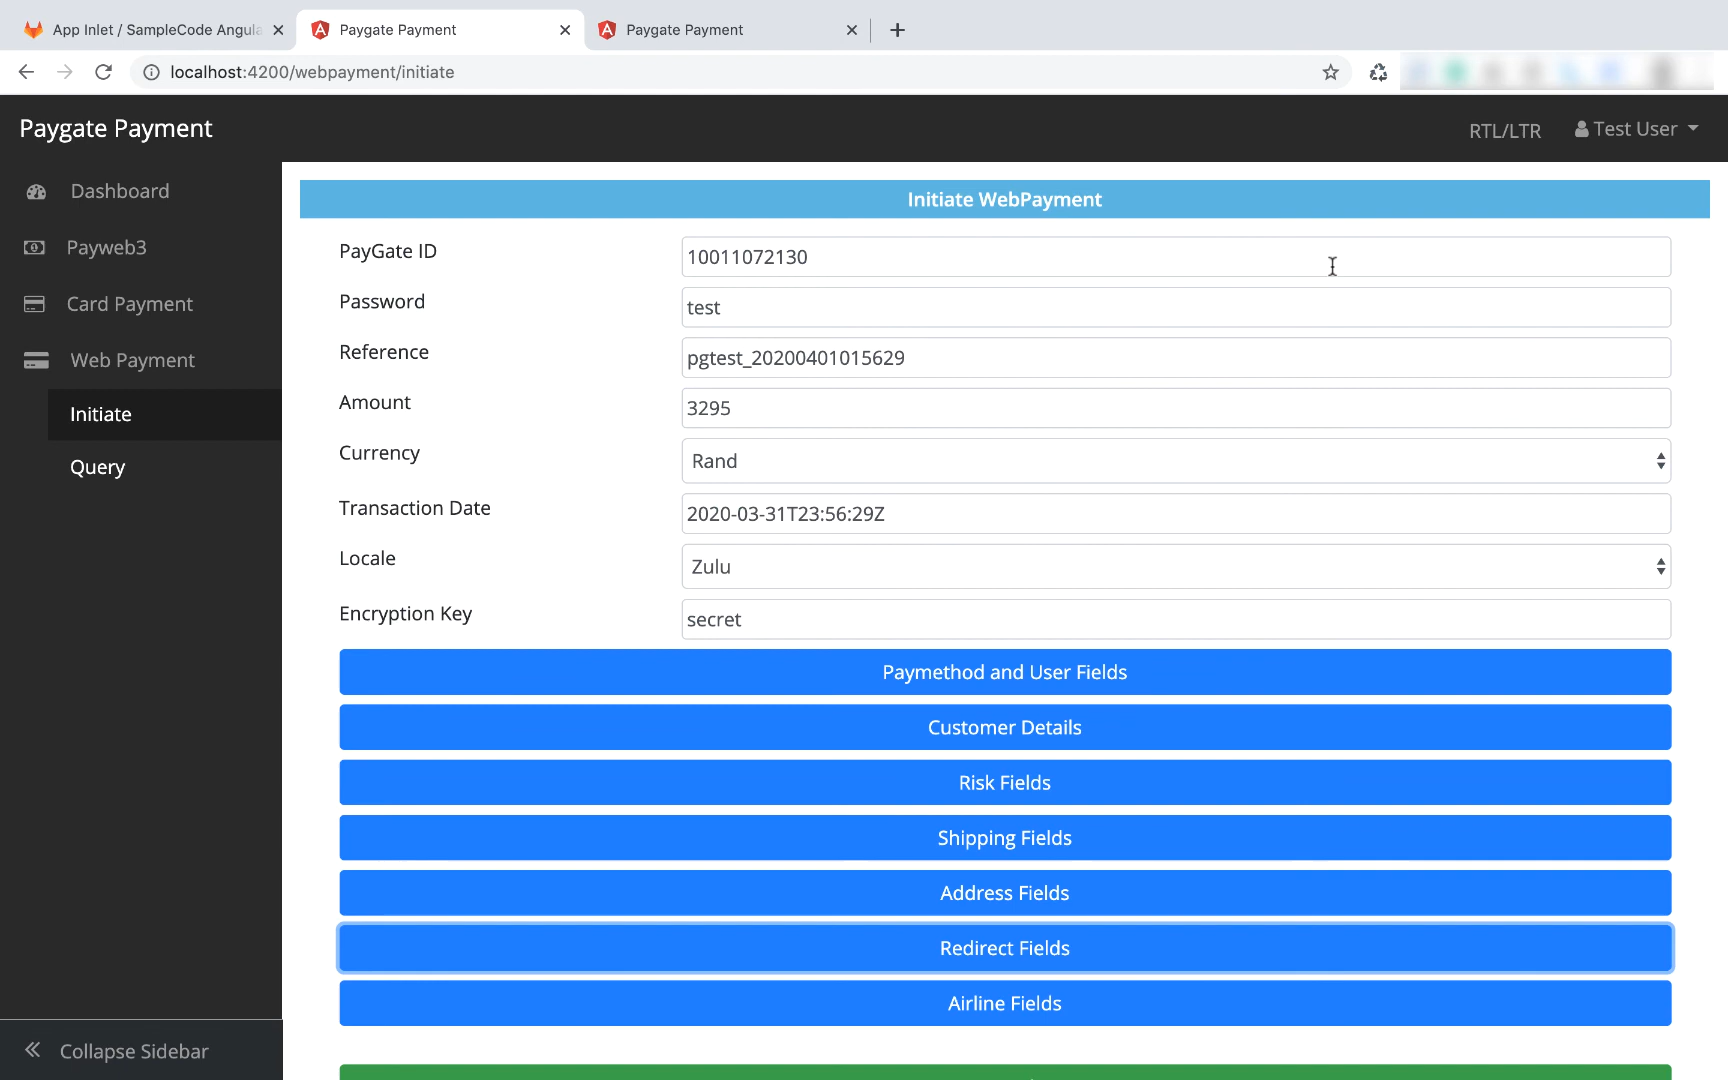 App Inlet / SampleCode Angula
Paygate Payment
Paygate Payment
localhost:4200/webpayment/initiate
Paygate Payment
RTL/LTR
Test User
Dashboard
Payweb3
Card Payment
Web Payment
Initiate
Query
Collapse Sidebar
Initiate WebPayment
PayGate ID
10011072130
Password
test
Reference
pgtest_20200401015629
Amount
3295
Currency
Rand
Transaction Date
2020-03-31T23:56:29Z
Locale
Zulu
Encryption Key
secret
Paymethod and User Fields
Customer Details
Risk Fields
Shipping Fields
Address Fields
Redirect Fields
Airline Fields